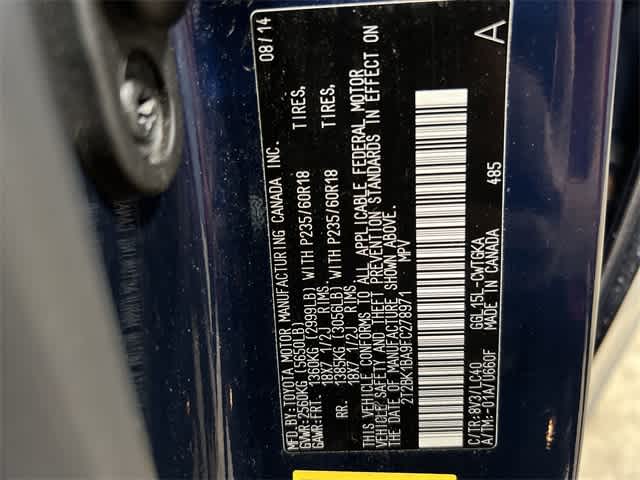 MFD.BY:TOYOTA MOTOR MANUFACTURING CANADA INC. 08/14
GVWR:2560KG (5650LB)
GAWR:FRT. 1360KG (2999LB) WITH P235/60R18 TIRES,
18X7 1/2J RIMS.
RR. 1385KG (3056LB) WITH P235/60R18 TIRES,
18X7 1/2J RIMS.
THIS VEHICLE CONFORMS TO ALL APPLICABLE FEDERAL MOTOR
VEHICLE SAFETY AND THEFT PREVENTION STANDARDS IN EFFECT ON
THE DATE OF MANUFACTURE SHOWN ABOVE.
2T2BK1BA9FC278971 MPV A
C/TR:8V3/LC40 GGL15L-CWTGKA 485
A/TM:-01A/U660F MADE IN CANADA